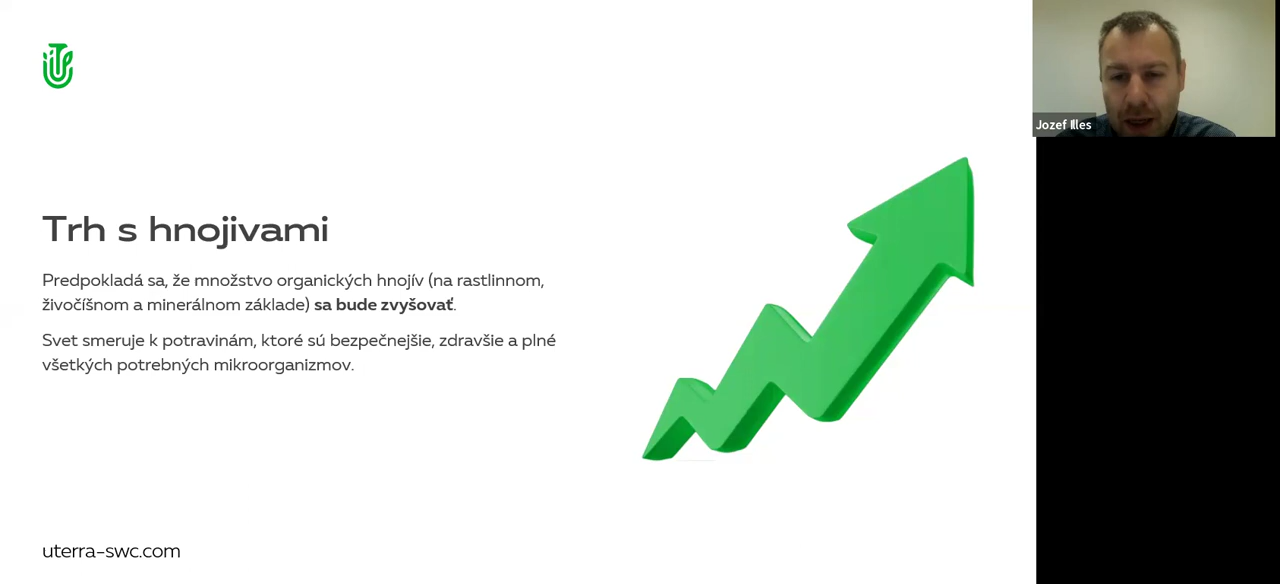 Trh s hnojivami
Predpokladá sa, že množstvo organických hnojív (na rastlinnom,
živočíšnom a minerálnom základe) sa bude zvyšovať.
Svet smeruje k potravinám, ktoré sú bezpečnejšie, zdravšie a plné
všetkých potrebných mikroorganizmov.
uterra-swc.com
Jozef Illes